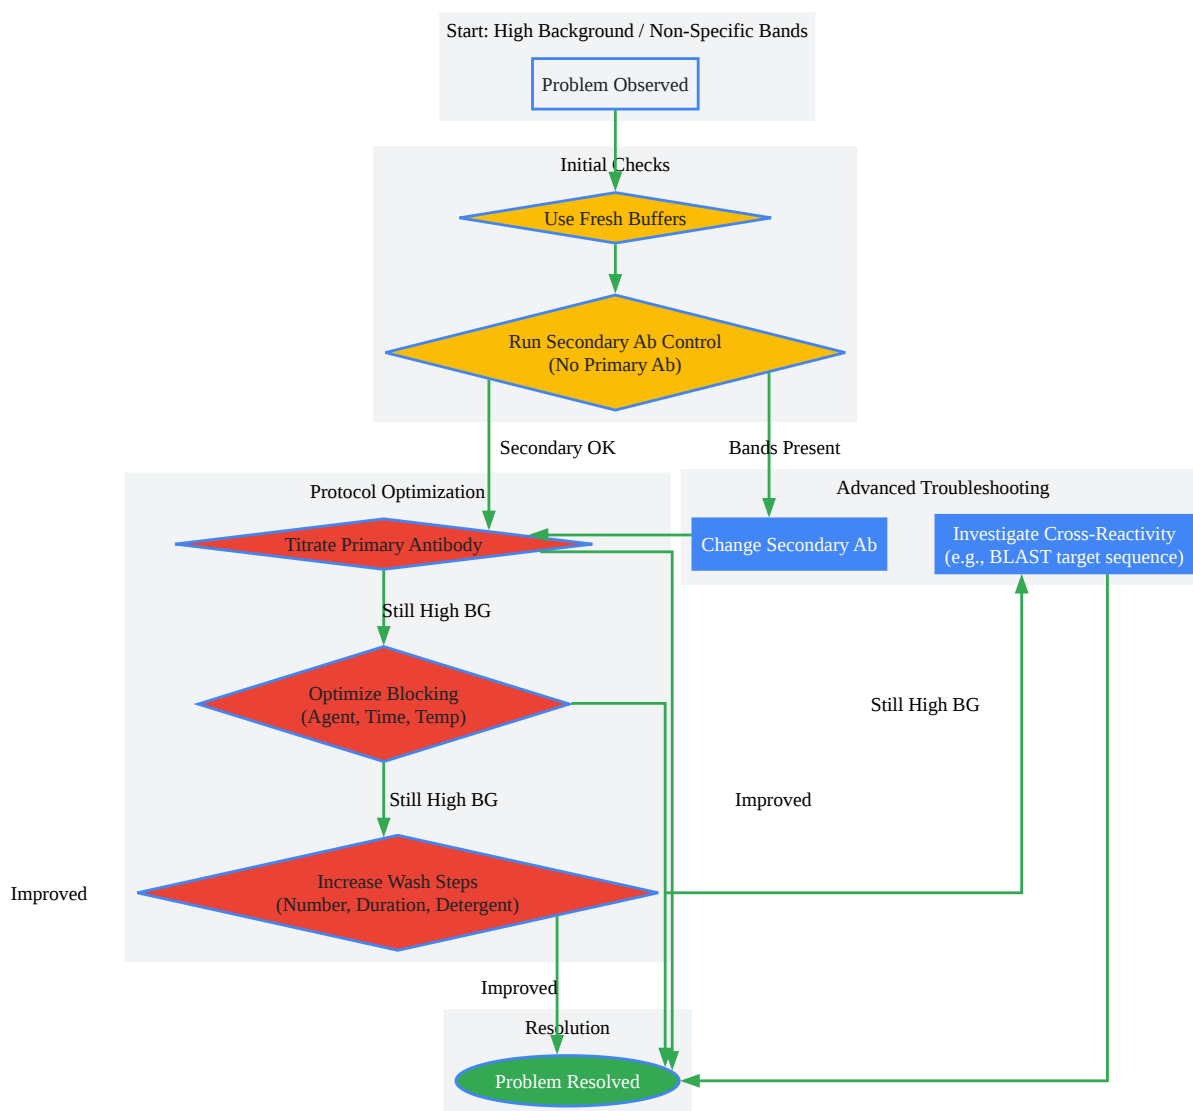 Start: High Background / Non-Specific Bands
Problem Observed
Initial Checks
Use Fresh Buffers
Run Secondary Ab Control
(No Primary Ab)
Secondary OK
Bands Present
Protocol Optimization
Advanced Troubleshooting
Titrate Primary Antibody
Change Secondary Ab
Investigate Cross-Reactivity
(e.g., BLAST target sequence)
Still High BG
Optimize Blocking
(Agent, Time, Temp)
Still High BG
Still High BG
Improved
Increase Wash Steps
(Number, Duration, Detergent)
Improved
Improved
Resolution
Problem Resolved